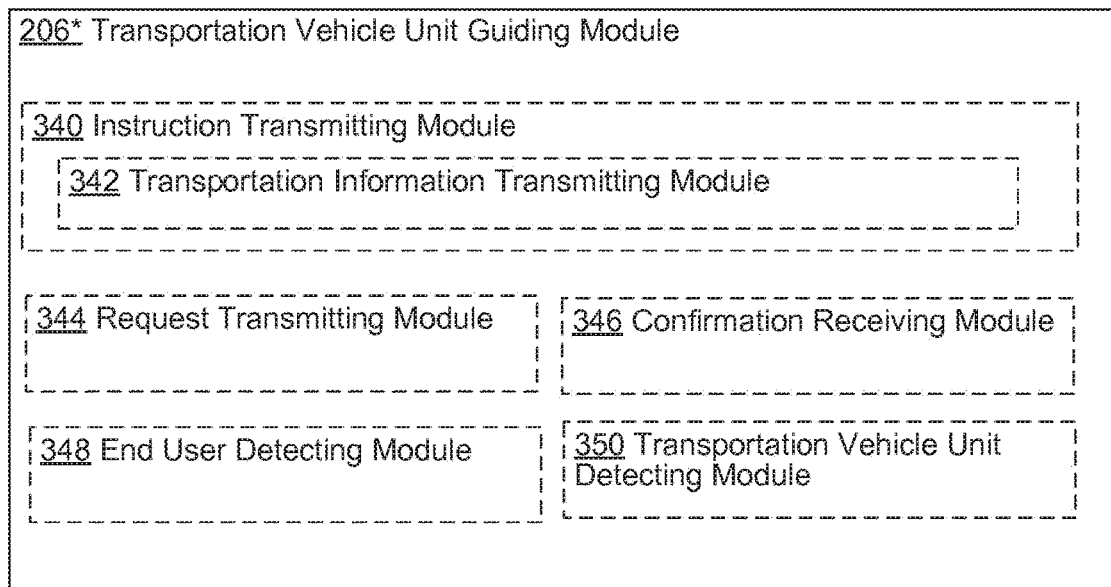 206* Transportation Vehicle Unit Guiding Module
340 Instruction Transmitting Module
342 Transportation Information Transmitting Module
344 Request Transmitting Module
346 Confirmation Receiving Module
348 End User Detecting Module
350 Transportation Vehicle Unit
Detecting Module